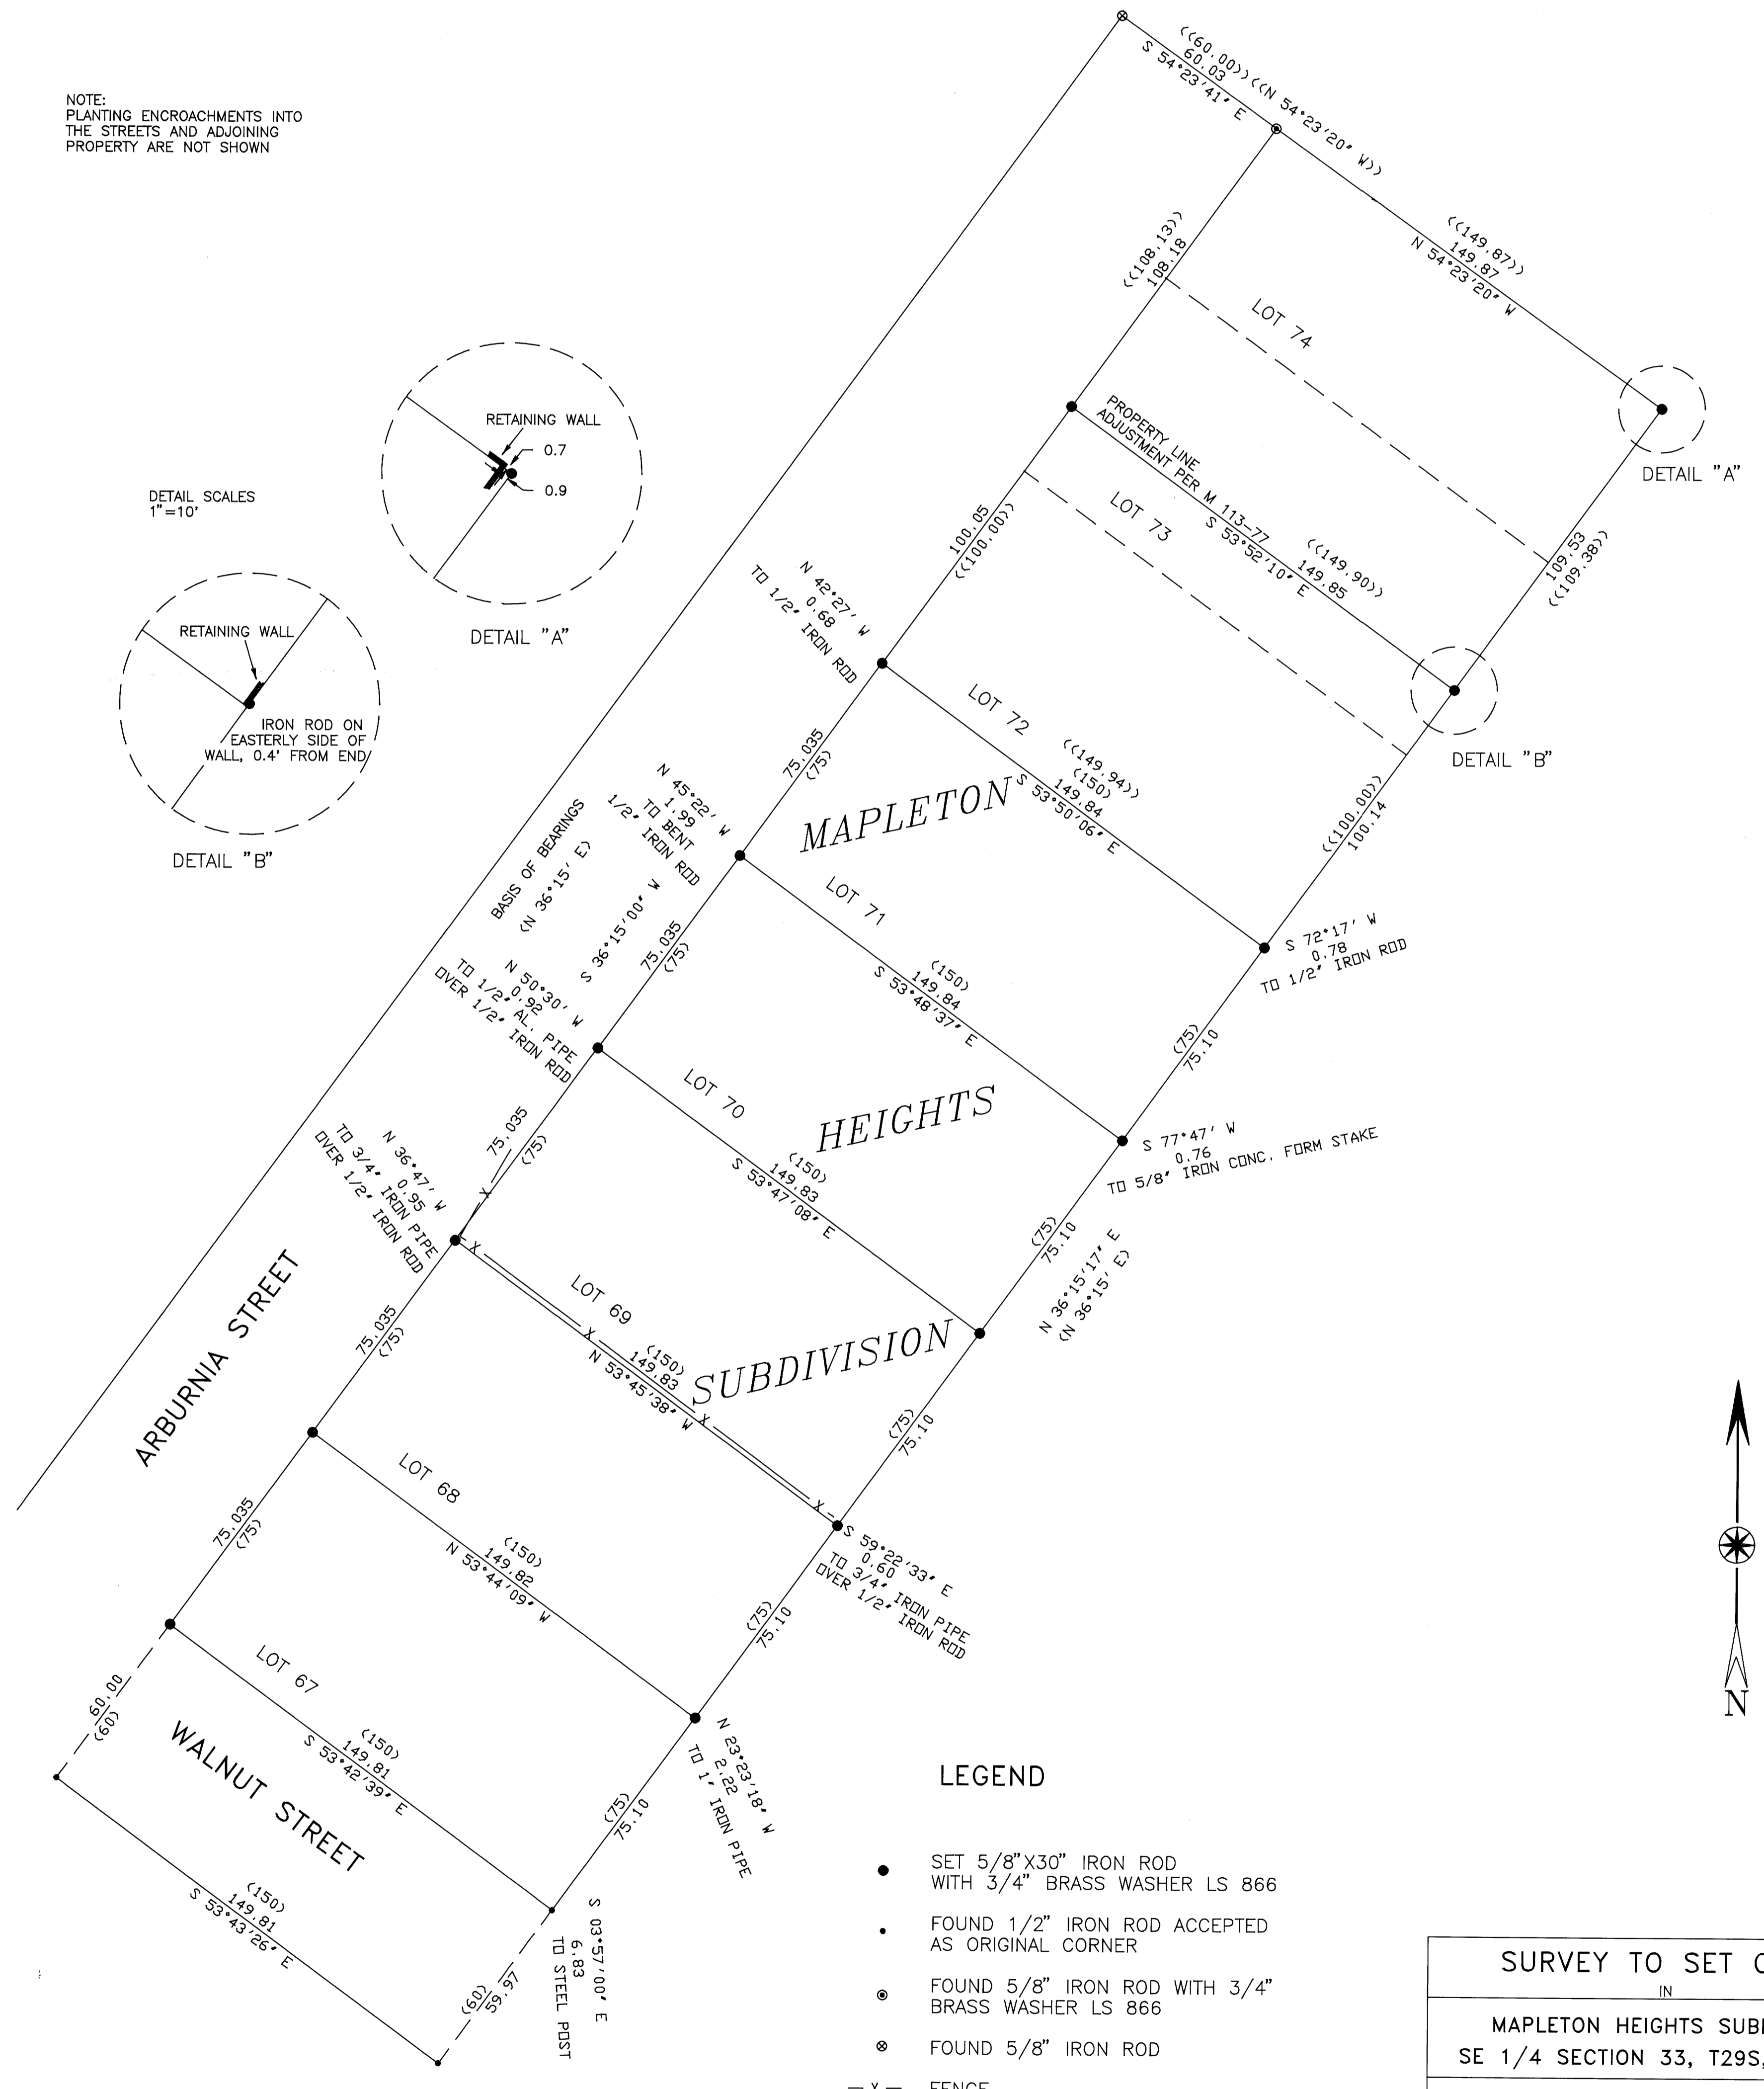 NOTE:
PLANTING ENCROACHMENTS INTO
THE STREETS AND ADJOINING
PROPERTY ARE NOT SHOWN
<<60.00>>
60.03
S 54°23'41" E
<<N 54°23'20" W>>
<<149.87>>
149.87
N 54°23'20" W
<<108.13>>
108.18
LOT 74
DETAIL "A"
109.53
<<109.38>>
PROPERTY LINE
ADJUSTMENT PER M 113-77
S 53°52'10" E
<<149.90>>
149.85
LOT 73
DETAIL "B"
100.05
<<100.00>>
<<100.00>>
100.14
DETAIL SCALES
1"=10'
RETAINING WALL
0.7
0.9
DETAIL "A"
RETAINING WALL
IRON ROD ON
EASTERLY SIDE OF
WALL, 0.4' FROM END
DETAIL "B"
N 42°27' W
0.68
TO 1/2" IRON ROD
LOT 72
<<149.94>>
<150>
149.84
S 53°50'06" E
75.035
<75>
S 72°17' W
0.78
TO 1/2" IRON ROD
N 45°22' W
1.99
TO BENT
1/2" IRON ROD
BASIS OF BEARINGS
<N 36°15' E>
S 36°15'00" W
MAPLETON
HEIGHTS
SUBDIVISION
LOT 71
<150>
149.84
S 53°48'37" E
75.035
<75>
<75>
75.10
S 77°47' W
0.76
TO 5/8" IRON CONC. FORM STAKE
N 50°30' W
0.92
TO 1/2" AL. PIPE
OVER 1/2" IRON ROD
LOT 70
<150>
149.83
S 53°47'08" E
75.035
<75>
X
<75>
75.10
N 36°15'17" E
<N 36°15' E>
N 36°47' W
0.95
TO 3/4" IRON PIPE
OVER 1/2" IRON ROD
LOT 69
X
X
X
X
<150>
149.83
N 53°45'38" W
75.035
<75>
<75>
75.10
S 59°22'33" E
0.60
TO 3/4" IRON PIPE
OVER 1/2" IRON ROD
ARBURNIA STREET
LOT 68
<150>
149.82
N 53°44'09" W
75.035
<75>
<75>
75.10
N 23°23'18" W
2.22
TO 1" IRON PIPE
LOT 67
<150>
149.81
S 53°42'39" E
60.00
<60>
<75>
75.10
S 03°57'00" E
6.83
TO STEEL POST
WALNUT STREET
<150>
149.81
S 53°43'26" E
<60>
59.97
N
LEGEND
SET 5/8"X30" IRON ROD
WITH 3/4" BRASS WASHER LS 866
FOUND 1/2" IRON ROD ACCEPTED
AS ORIGINAL CORNER
FOUND 5/8" IRON ROD WITH 3/4"
BRASS WASHER LS 866
FOUND 5/8" IRON ROD
— X — FENCE
SURVEY TO SET
IN
MAPLETON HEIGHTS SUB
SE 1/4 SECTION 33, T29S,